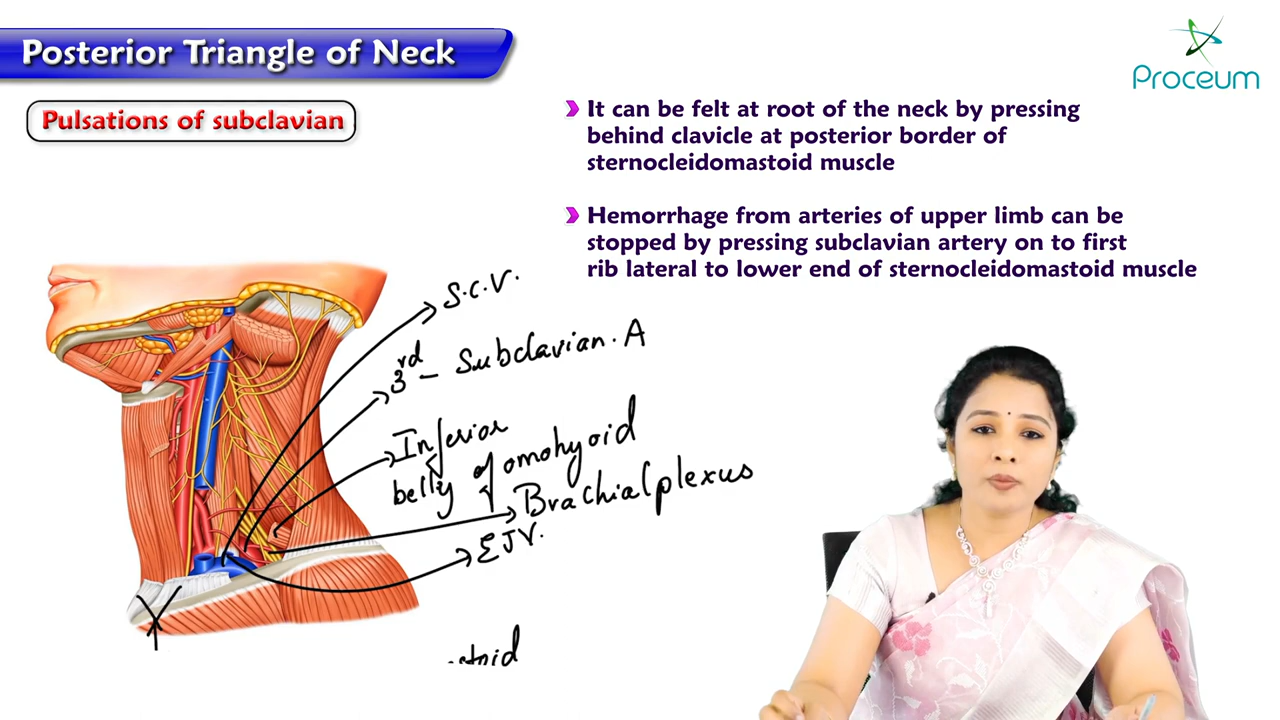 Posterior Triangle of Neck
Proceum
Pulsations of subclavian
It can be felt at root of the neck by pressing
behind clavicle at posterior border of
sternocleidomastoid muscle
Hemorrhage from arteries of upper limb can be
stopped by pressing subclavian artery on to first
rib lateral to lower end of sternocleidomastoid muscle
S.C.V.
3rd - Subclavian. A
Inferior
belly of omohyoid
Brachial plexus
EJV.